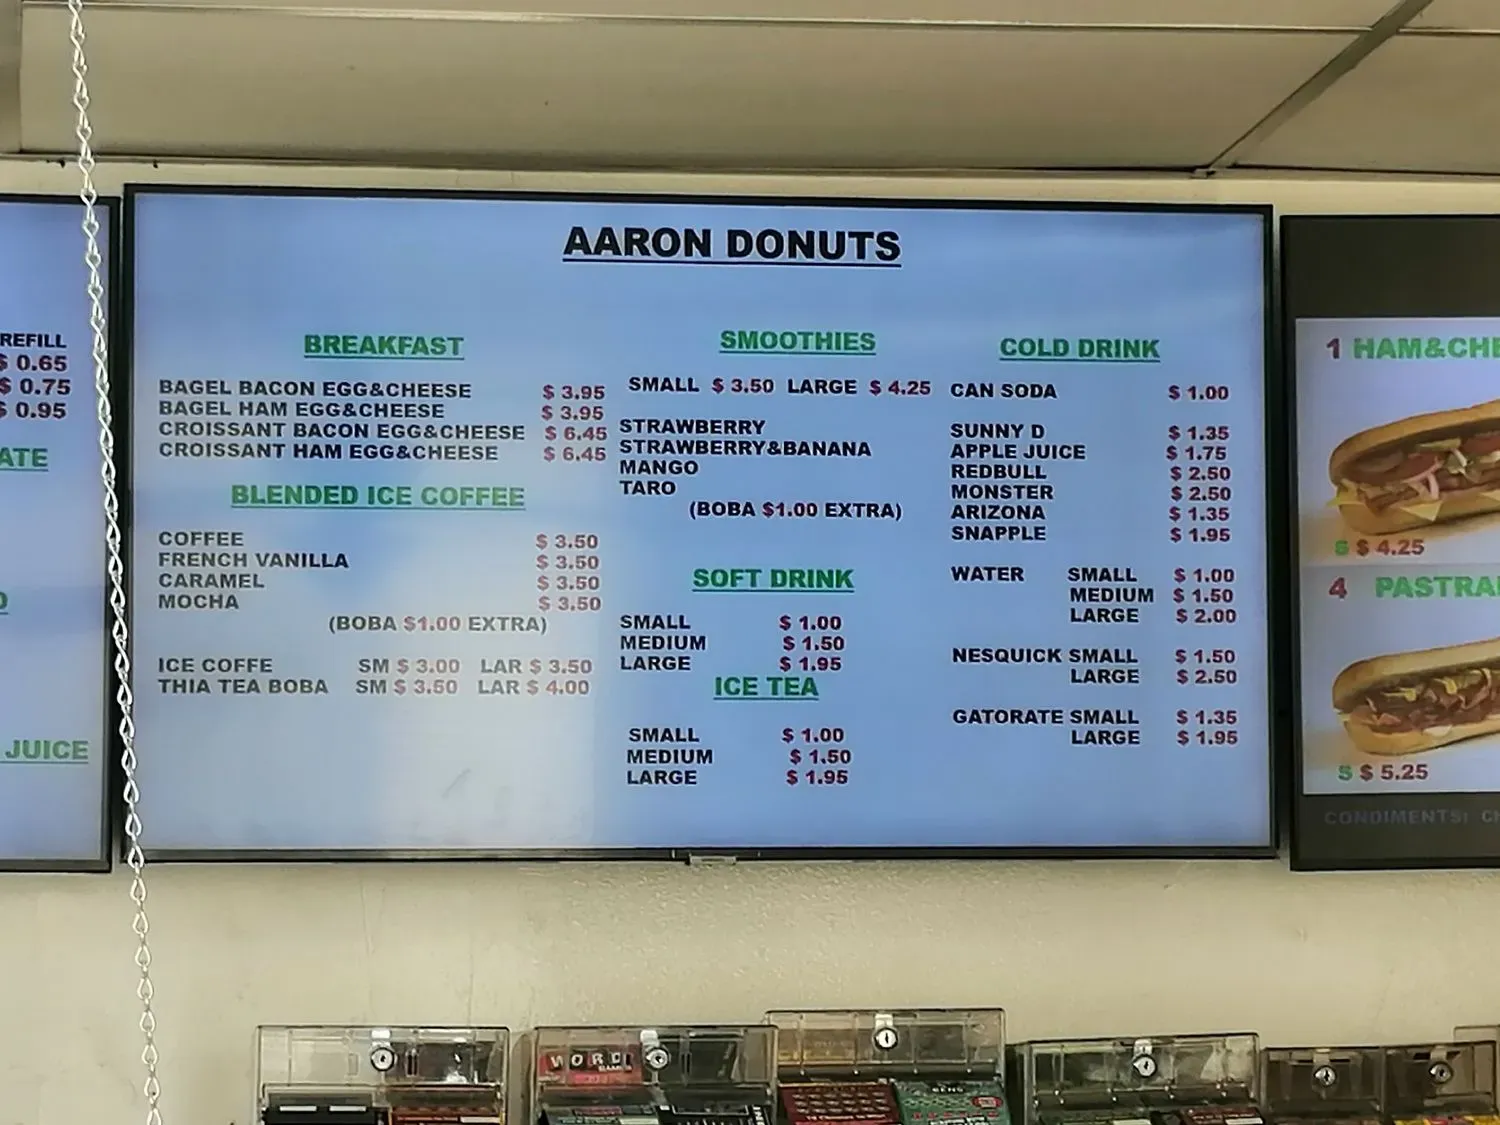 REFILL
$ 0.65
$ 0.75
$ 0.95
ATE
JUICE
AARON DONUTS
BREAKFAST
BAGEL BACON EGG&CHEESE $ 3.95
BAGEL HAM EGG&CHEESE $ 3.95
CROISSANT BACON EGG&CHEESE $ 6.45
CROISSANT HAM EGG&CHEESE $ 6.45
BLENDED ICE COFFEE
COFFEE $ 3.50
FRENCH VANILLA $ 3.50
CARAMEL $ 3.50
MOCHA $ 3.50
(BOBA $1.00 EXTRA)
ICE COFFE SM $ 3.00 LAR $ 3.50
THIA TEA BOBA SM $ 3.50 LAR $ 4.00
SMOOTHIES
SMALL $ 3.50 LARGE $ 4.25
STRAWBERRY
STRAWBERRY&BANANA
MANGO
TARO
(BOBA $1.00 EXTRA)
SOFT DRINK
SMALL $ 1.00
MEDIUM $ 1.50
LARGE $ 1.95
ICE TEA
SMALL $ 1.00
MEDIUM $ 1.50
LARGE $ 1.95
COLD DRINK
CAN SODA $ 1.00
SUNNY D $ 1.35
APPLE JUICE $ 1.75
REDBULL $ 2.50
MONSTER $ 2.50
ARIZONA $ 1.35
SNAPPLE $ 1.95
WATER SMALL $ 1.00
MEDIUM $ 1.50
LARGE $ 2.00
NESQUICK SMALL $ 1.50
LARGE $ 2.50
GATORATE SMALL $ 1.35
LARGE $ 1.95
1 HAM&CHE
S $ 4.25
4 PASTRA
S $ 5.25
CONDIMENTS: CH
WORD